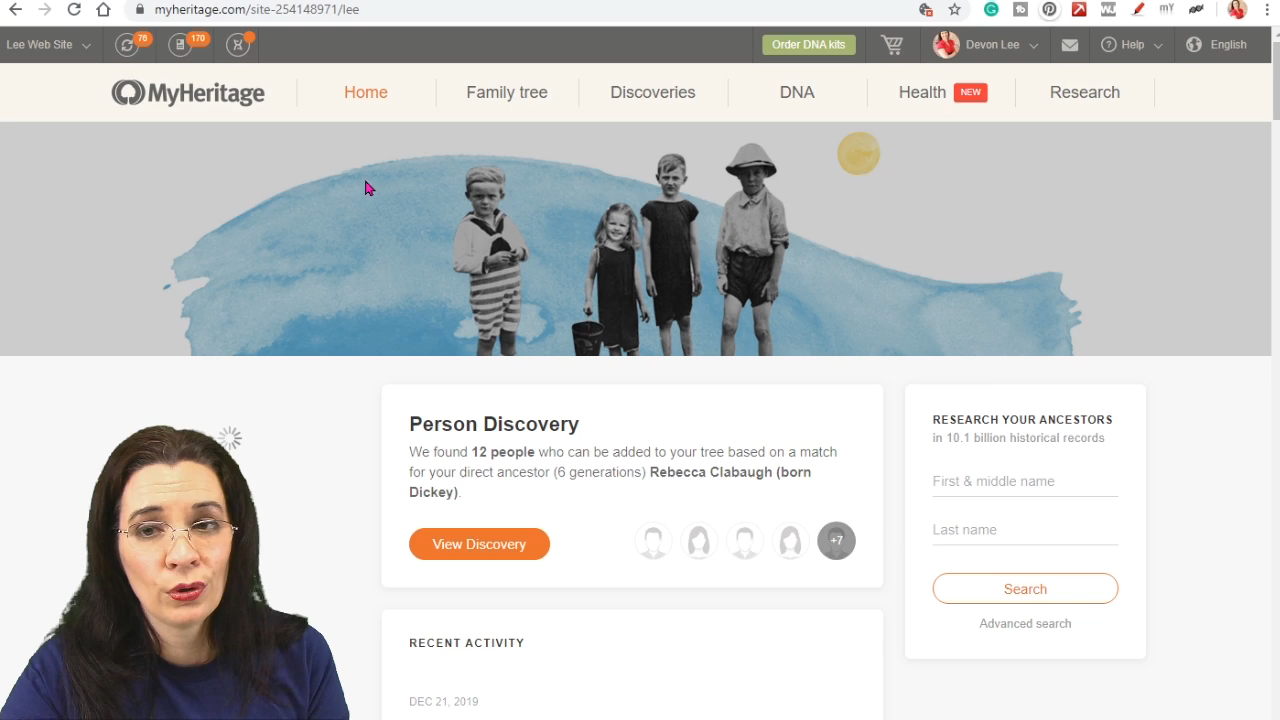 myheritage.com/site-254148971/lee
Lee Web Site
76
170
Order DNA kits
Devon Lee
Help
English
MyHeritage
Home
Family tree
Discoveries
DNA
Health
NEW
Research
Person Discovery
We found 12 people who can be added to your tree based on a match
for your direct ancestor (6 generations) Rebecca Clabaugh (born
Dickey).
View Discovery
+7
RESEARCH YOUR ANCESTORS
in 10.1 billion historical records
First & middle name
Last name
Search
Advanced search
RECENT ACTIVITY
DEC 21, 2019